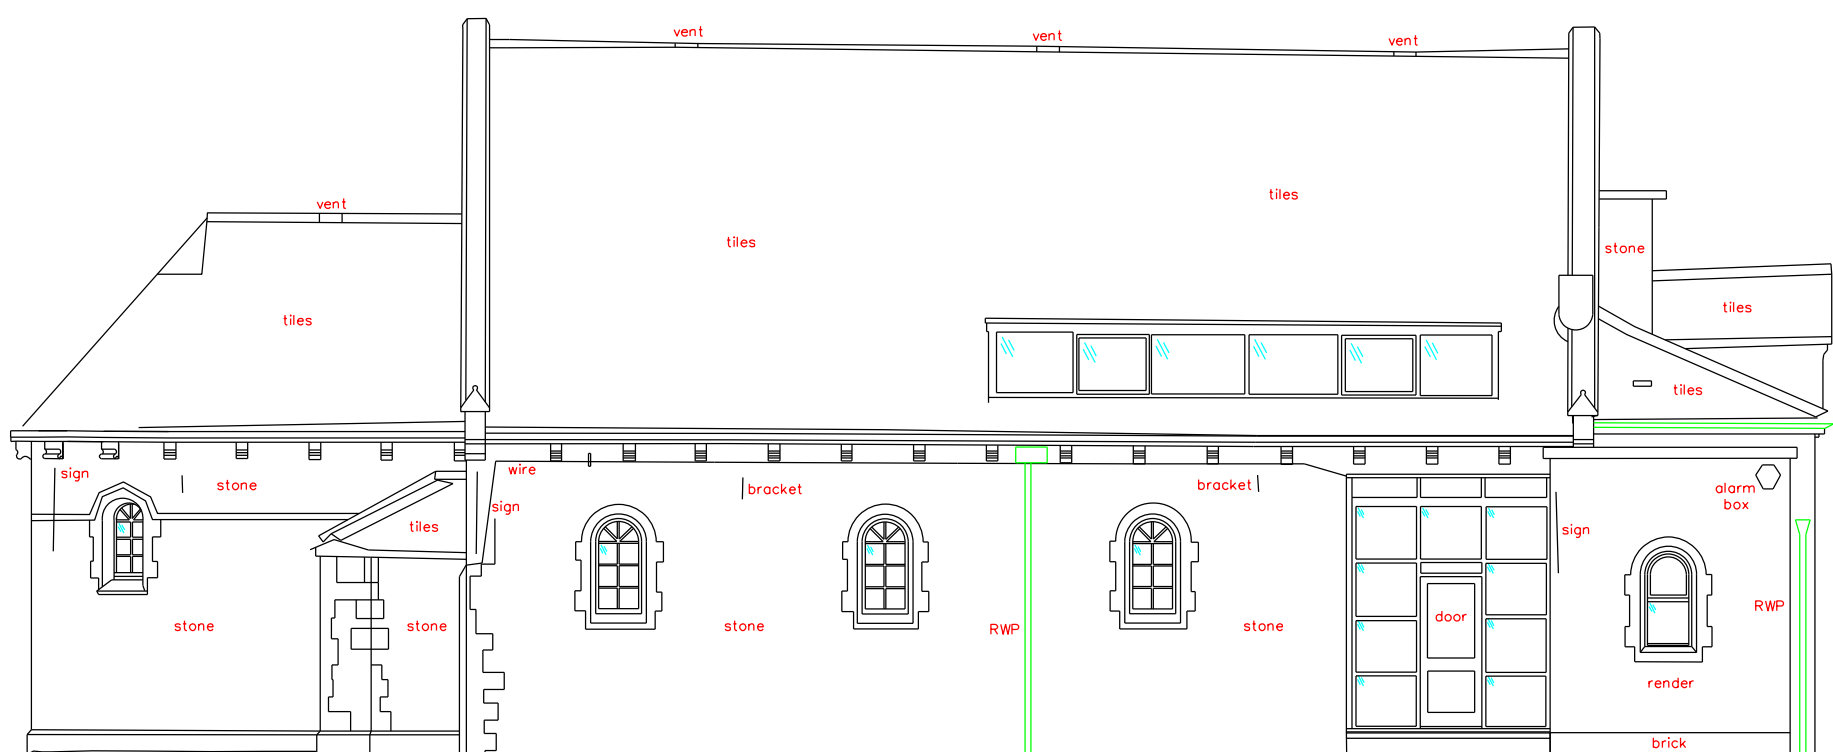 vent
vent
vent
tiles
vent
tiles
stone
tiles
tiles
tiles
sign
stone
wire
bracket
bracket
alarm
box
sign
tiles
sign
RWP
stone
stone
stone
RWP
stone
door
render
brick